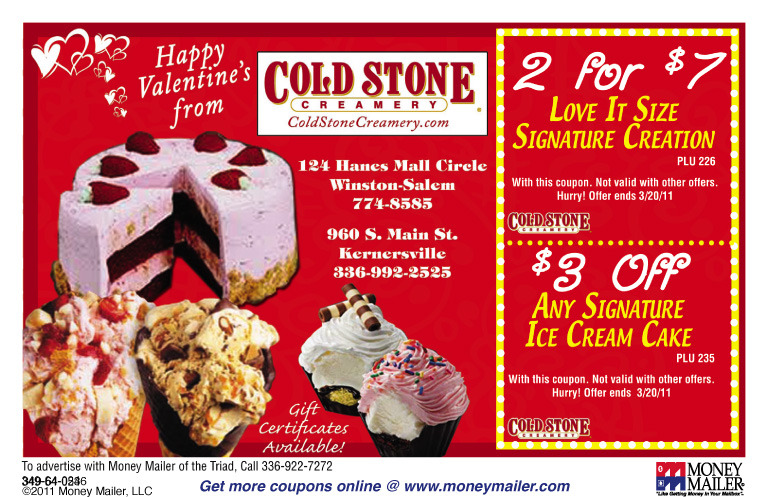 Happy
Valentine's
from
COLD STONE
CREAMERY
ColdStoneCreamery.com
124 Hanes Mall Circle
Winston-Salem
774-8585
960 S. Main St.
Kernersville
336-992-2525
Gift
Certificates
Available!
2 for $7
LOVE IT SIZE
SIGNATURE CREATION
PLU 226
With this coupon. Not valid with other offers.
Hurry! Offer ends 3/20/11
COLD STONE
CREAMERY
$3 Off
ANY SIGNATURE
ICE CREAM CAKE
PLU 235
With this coupon. Not valid with other offers.
Hurry! Offer ends 3/20/11
COLD STONE
CREAMERY
To advertise with Money Mailer of the Triad, Call 336-922-7272
©2011 Money Mailer, LLC
Get more coupons online @ www.moneymailer.com
MONEY
MAILER
"Like Getting Money In Your Mailbox"